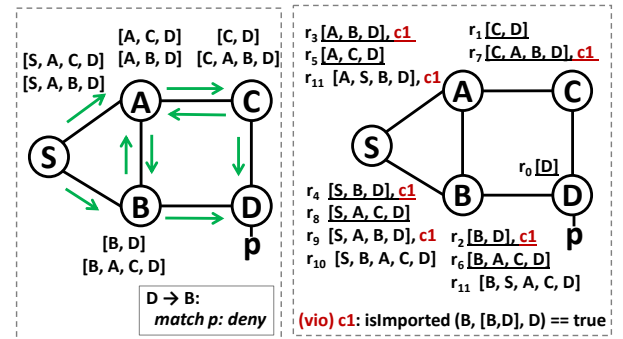 [A, C, D]
[A, B, D]
[C, D]
[C, A, B, D]
[S, A, C, D]
[S, A, B, D]
A
C
S
B
D
p
[B, D]
[B, A, C, D]
D → B:
match p: deny
r3 [A, B, D], c1
r5 [A, C, D]
r11 [A, S, B, D], c1
r1 [C, D]
r7 [C, A, B, D], c1
A
C
S
r0 [D]
B
D
p
r4 [S, B, D], c1
r8 [S, A, C, D]
r9 [S, A, B, D], c1
r10 [S, B, A, C, D]
r2 [B, D], c1
r6 [B, A, C, D]
r11 [B, S, A, C, D]
(vio) c1: isImported (B, [B,D], D) == true